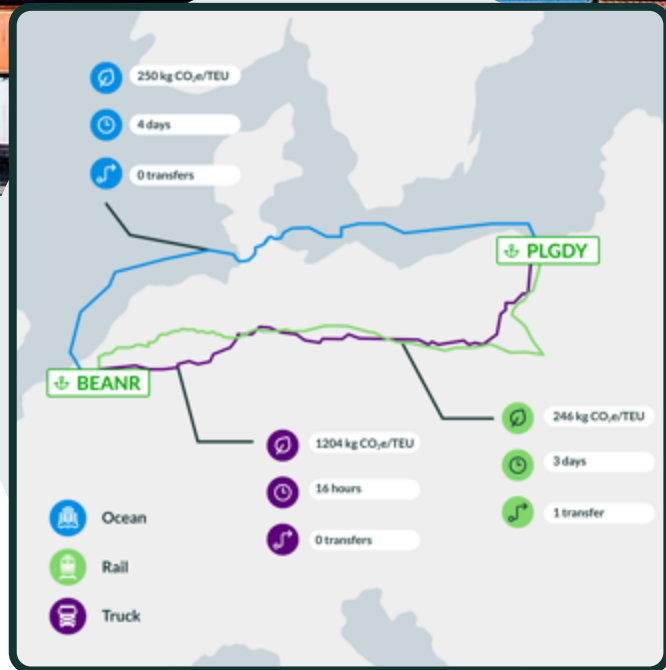 250 kg CO₂e/TEU
4 days
0 transfers
PLGDY
BEANR
1204 kg CO₂e/TEU
16 hours
0 transfers
246 kg CO₂e/TEU
3 days
1 transfer
Ocean
Rail
Truck